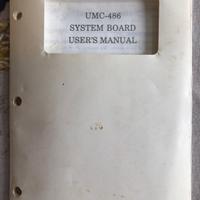 UMC-486
SYSTEM BOARD
USER'S MANUAL